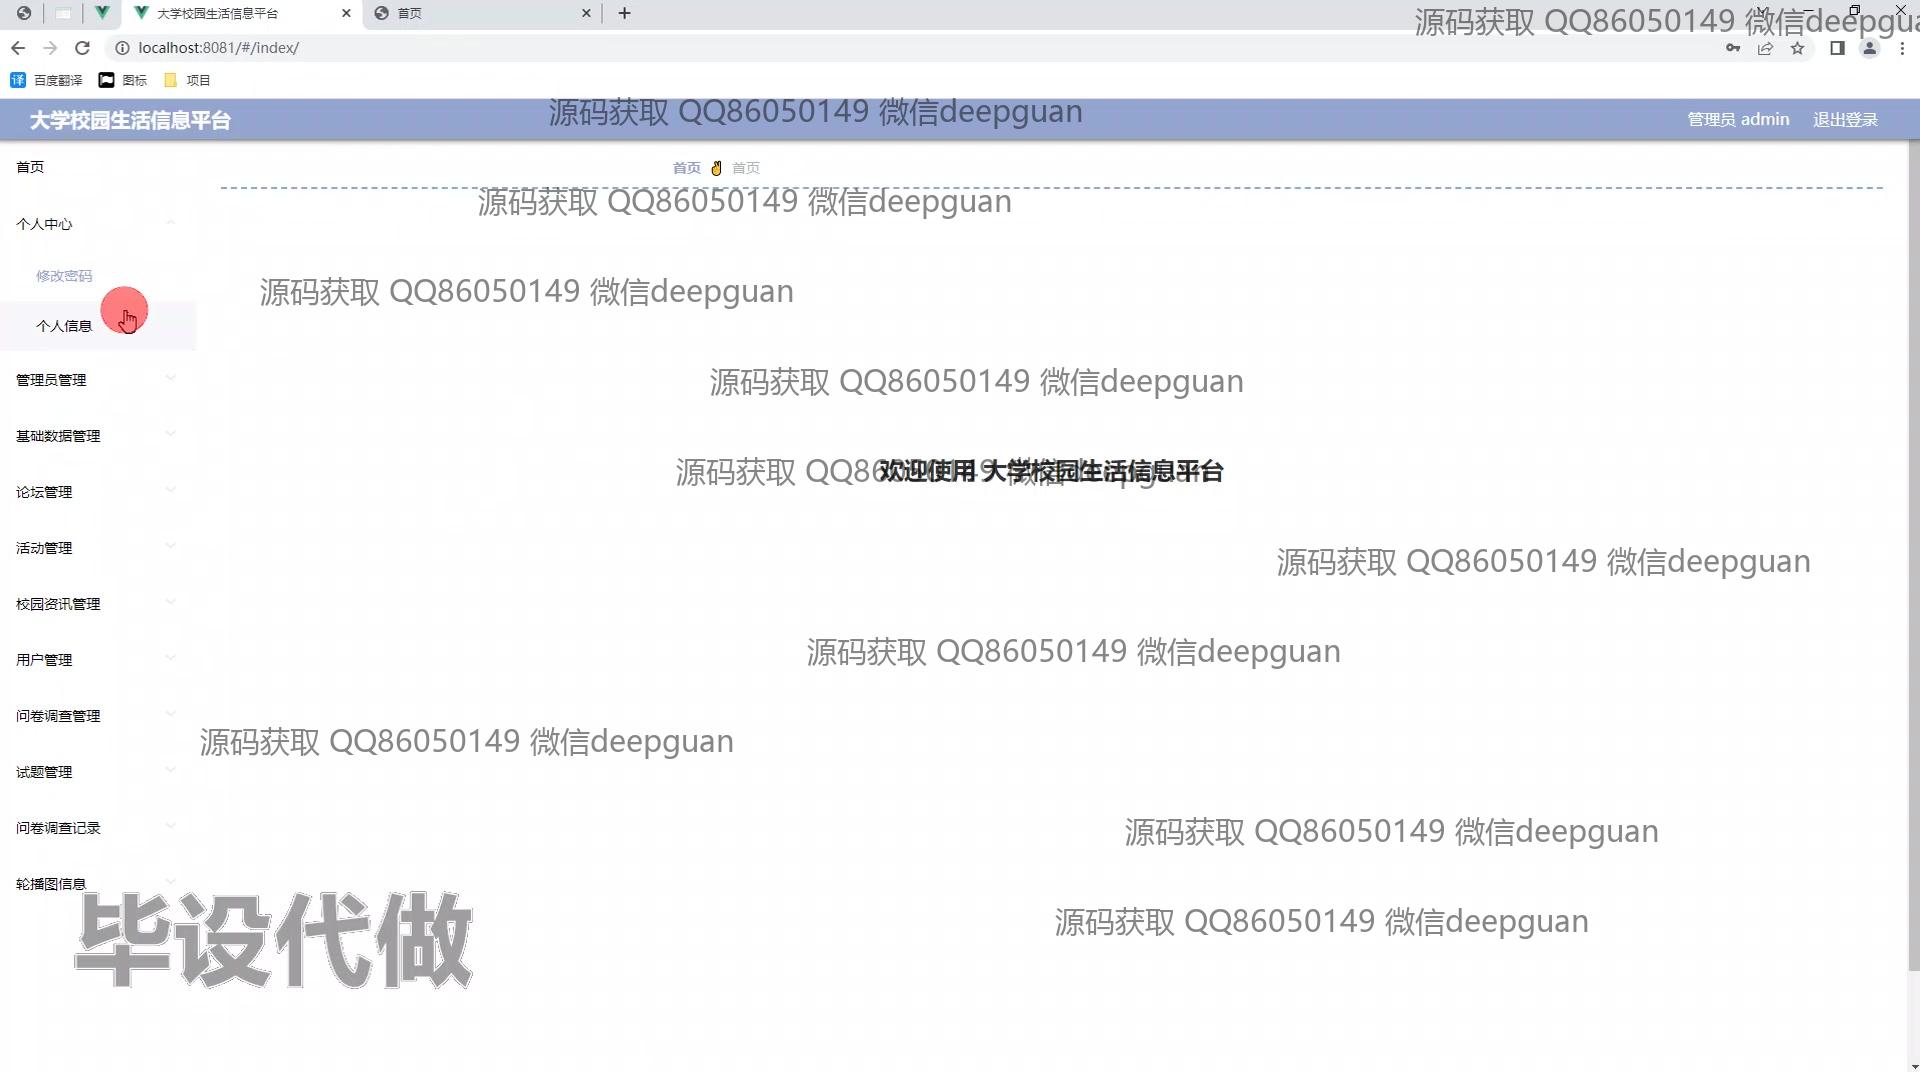 大学校园生活信息平台
首页
源码获取 QQ86050149 微信deepgua
localhost:8081/#/index/
百度翻译
图标
项目
大学校园生活信息平台
源码获取 QQ86050149 微信deepguan
管理员 admin
退出登录
首页
首页
首页
源码获取 QQ86050149 微信deepguan
个人中心
修改密码
源码获取 QQ86050149 微信deepguan
个人信息
管理员管理
源码获取 QQ86050149 微信deepguan
基础数据管理
源码获取 QQ86050149 微信deepguan
欢迎使用 大学校园生活信息平台
论坛管理
活动管理
源码获取 QQ86050149 微信deepguan
校园资讯管理
用户管理
源码获取 QQ86050149 微信deepguan
问卷调查管理
源码获取 QQ86050149 微信deepguan
试题管理
问卷调查记录
源码获取 QQ86050149 微信deepguan
轮播图信息
毕设代做
源码获取 QQ86050149 微信deepguan